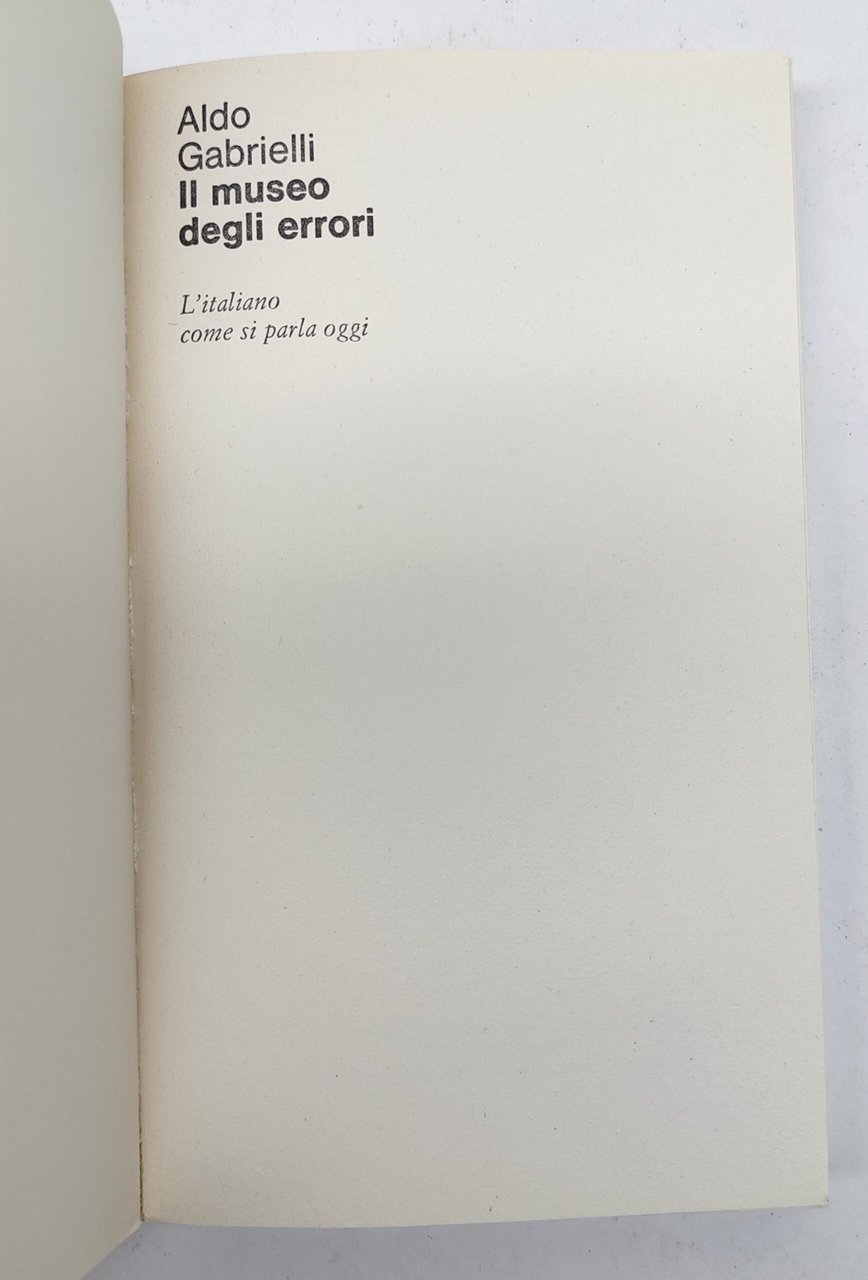 Aldo
Gabrielli
Il museo
degli errori
L'italiano
come si parla oggi